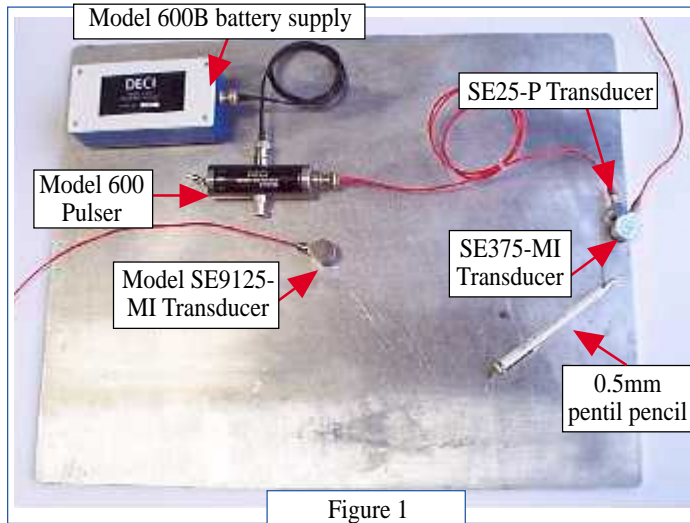 Model 600B battery supply
DECI
SE25-P Transducer
Model 600
Pulser
DECI
SE375-MI
Transducer
Model SE9125-
MI Transducer
0.5mm
pentil pencil
Figure 1